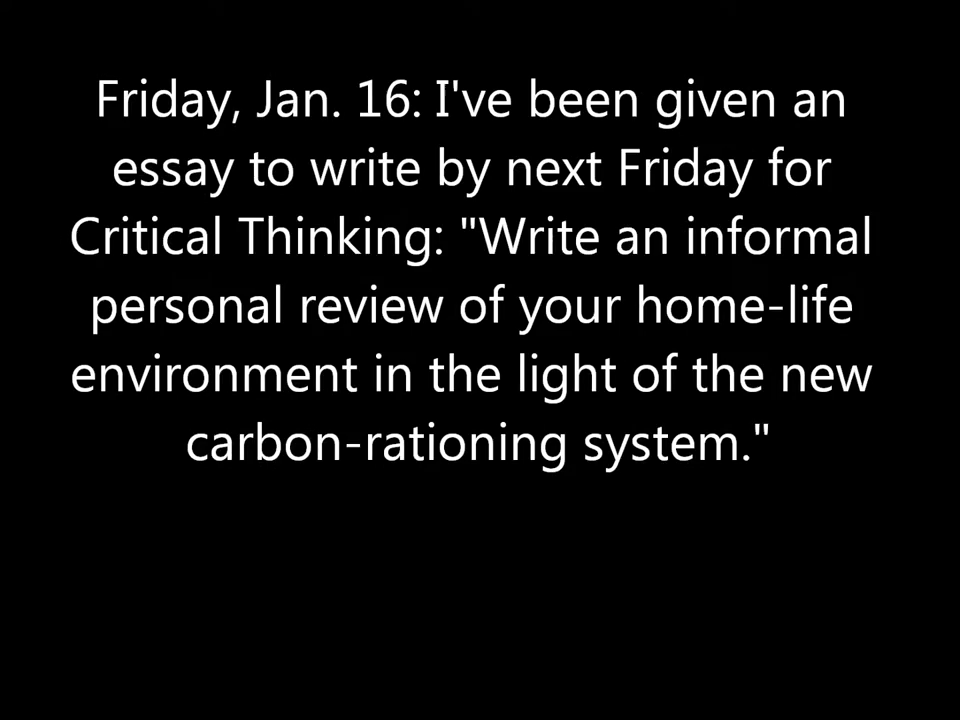 Friday, Jan. 16: I've been given an
essay to write by next Friday for
Critical Thinking: "Write an informal
personal review of your home-life
environment in the light of the new
carbon-rationing system."